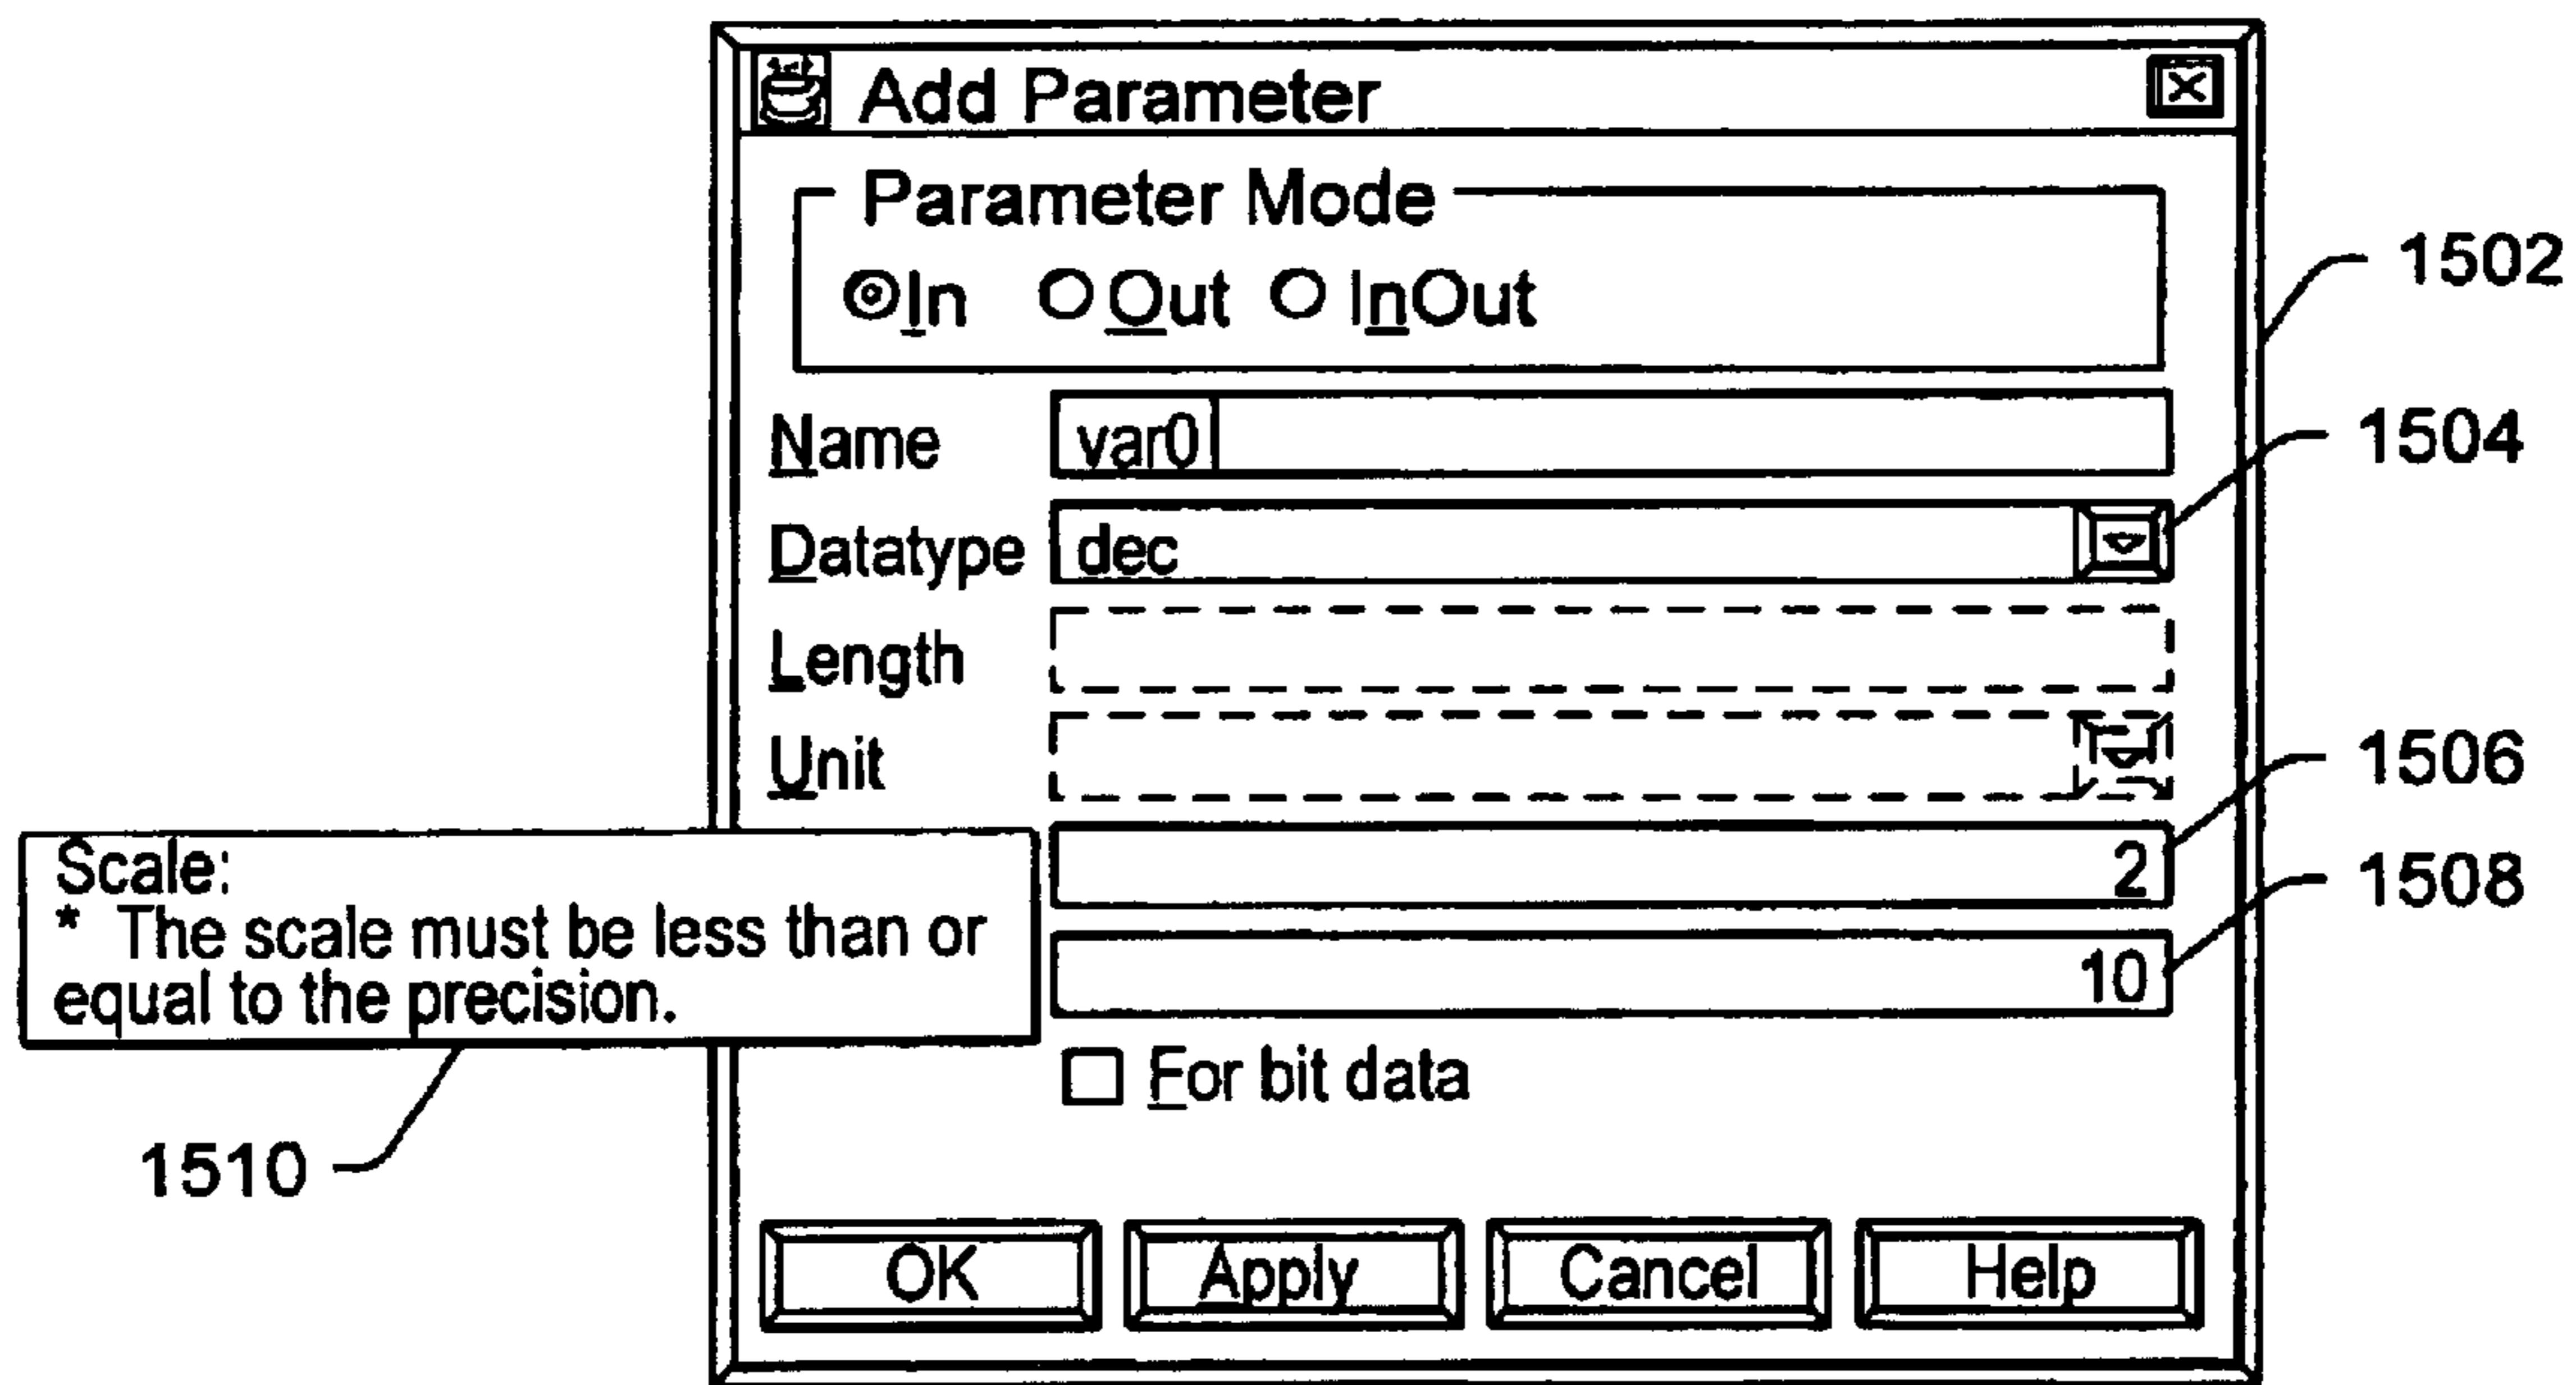 Add Parameter
Parameter Mode
In Out InOut
1502
Name var0
1504
Datatype dec
Length
Unit
1506
2
1508
Scale:
* The scale must be less than or
equal to the precision.
10
For bit data
1510
OK Apply Cancel Help